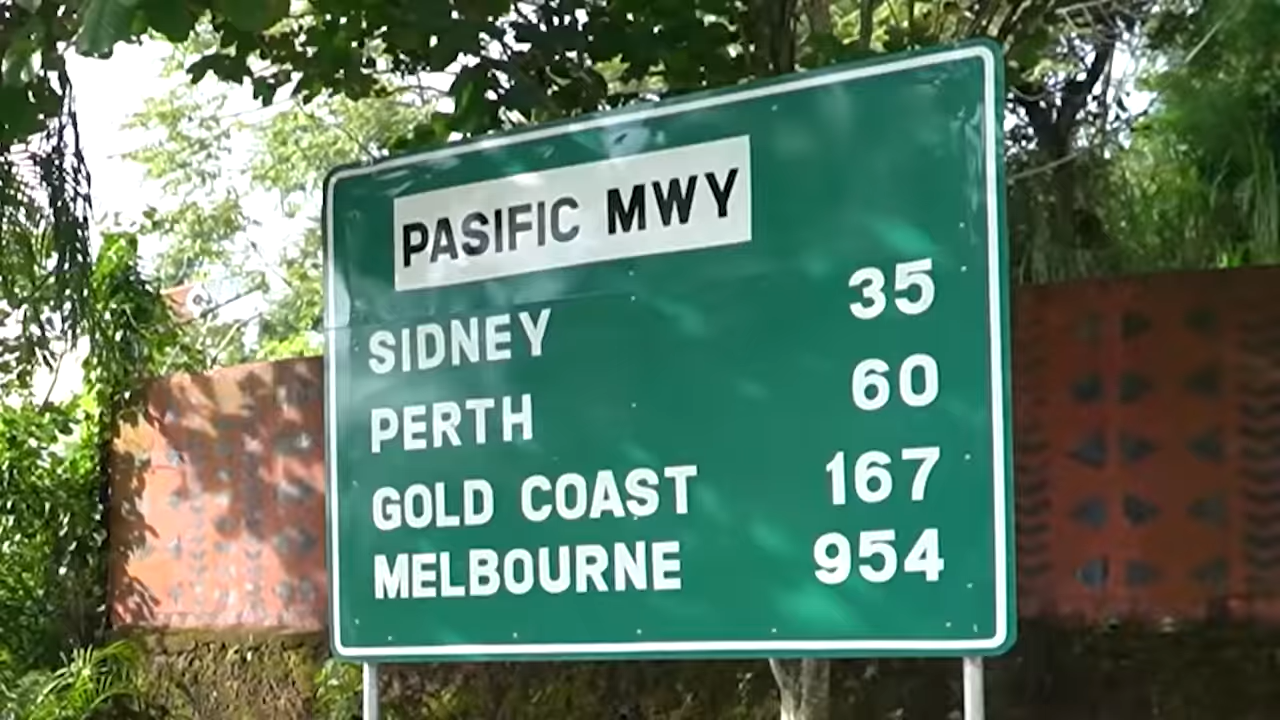 PASIFIC MWY
SIDNEY 35
PERTH 60
GOLD COAST 167
MELBOURNE 954